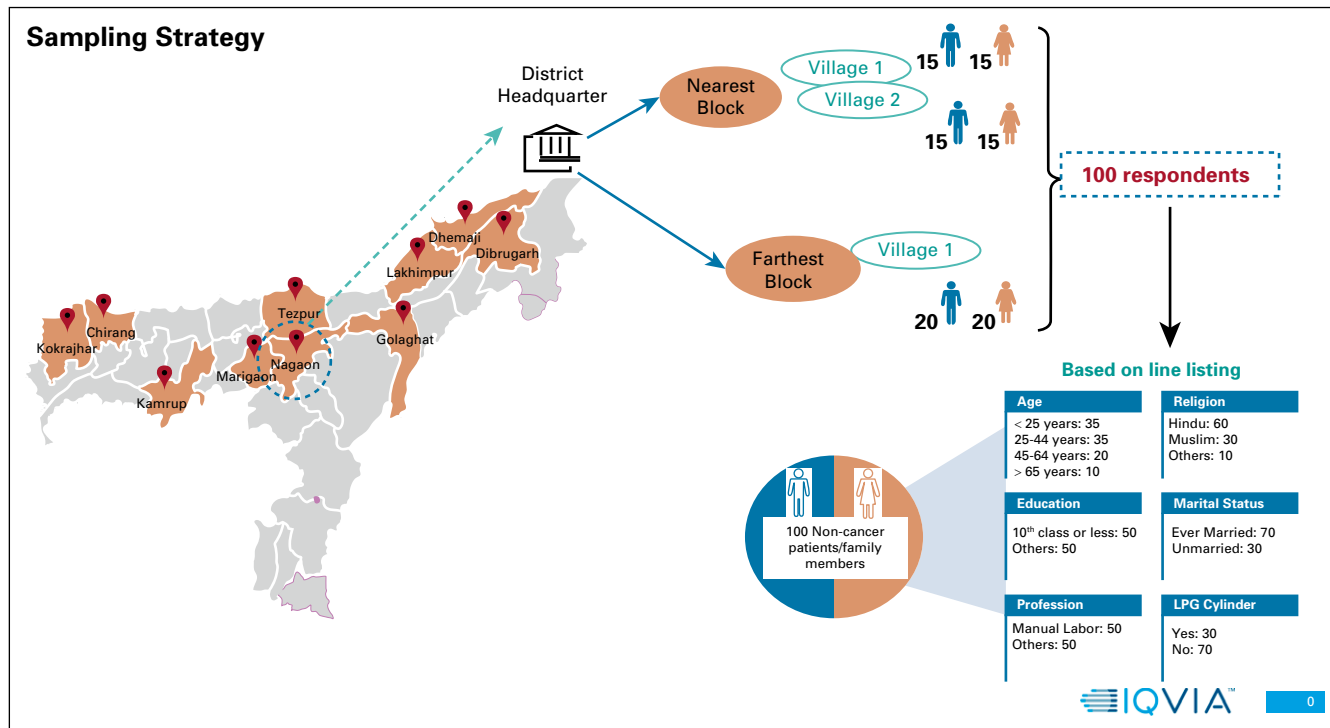 Sampling Strategy
District
Headquarter
Nearest
Block
Village 1
Village 2
15
15
15
15
100 respondents
Farthest
Block
Village 1
20
20
Dhemaji
Dibrugarh
Lakhimpur
Tezpur
Golaghat
Chirang
Kokrajhar
Nagaon
Marigaon
Kamrup
Based on line listing
Age
< 25 years: 35
25-44 years: 35
45-64 years: 20
> 65 years: 10
Religion
Hindu: 60
Muslim: 30
Others: 10
Education
10th class or less: 50
Others: 50
Marital Status
Ever Married: 70
Unmarried: 30
100 Non-cancer
patients/family
members
Profession
Manual Labor: 50
Others: 50
LPG Cylinder
Yes: 30
No: 70
IQVIA™
0